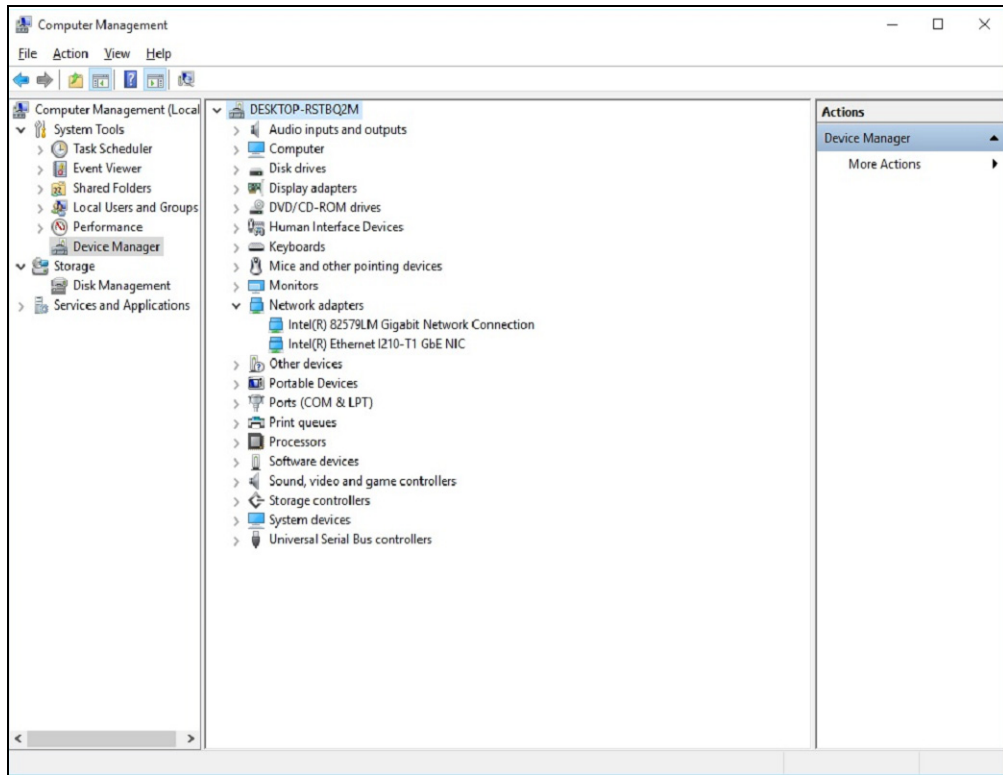 Computer Management
File Action View Help
Computer Management (Local
System Tools
Task Scheduler
Event Viewer
Shared Folders
Local Users and Groups
Performance
Device Manager
Storage
Disk Management
Services and Applications
DESKTOP-RSTBQ2M
Audio inputs and outputs
Computer
Disk drives
Display adapters
DVD/CD-ROM drives
Human Interface Devices
Keyboards
Mice and other pointing devices
Monitors
Network adapters
Intel(R) 82579LM Gigabit Network Connection
Intel(R) Ethernet I210-T1 GbE NIC
Other devices
Portable Devices
Ports (COM & LPT)
Print queues
Processors
Software devices
Sound, video and game controllers
Storage controllers
System devices
Universal Serial Bus controllers
Actions
Device Manager
More Actions